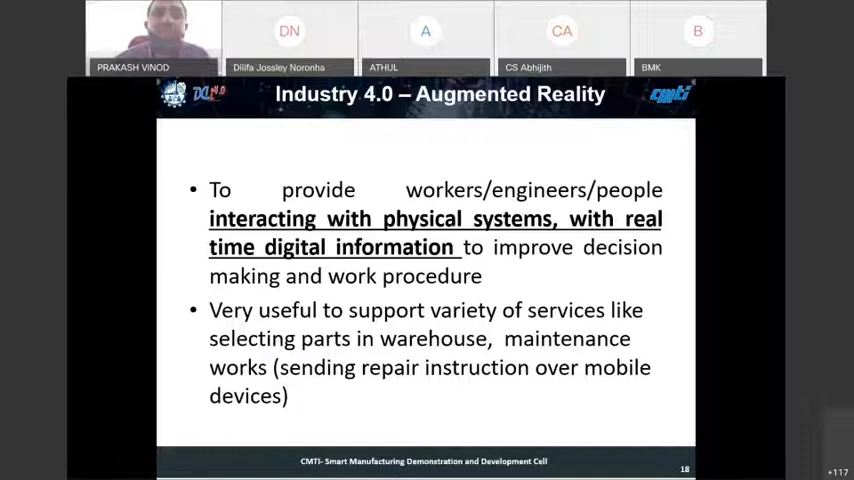 DN
A
CA
B
PRAKASH VINOD
Dilifa Jossley Noronha
ATHUL
CS Abhijith
BMK
Industry 4.0 – Augmented Reality
cmti
• To provide workers/engineers/people
interacting with physical systems, with real
time digital information to improve decision
making and work procedure
• Very useful to support variety of services like
selecting parts in warehouse, maintenance
works (sending repair instruction over mobile
devices)
CMTI- Smart Manufacturing Demonstration and Development Cell
18
+117